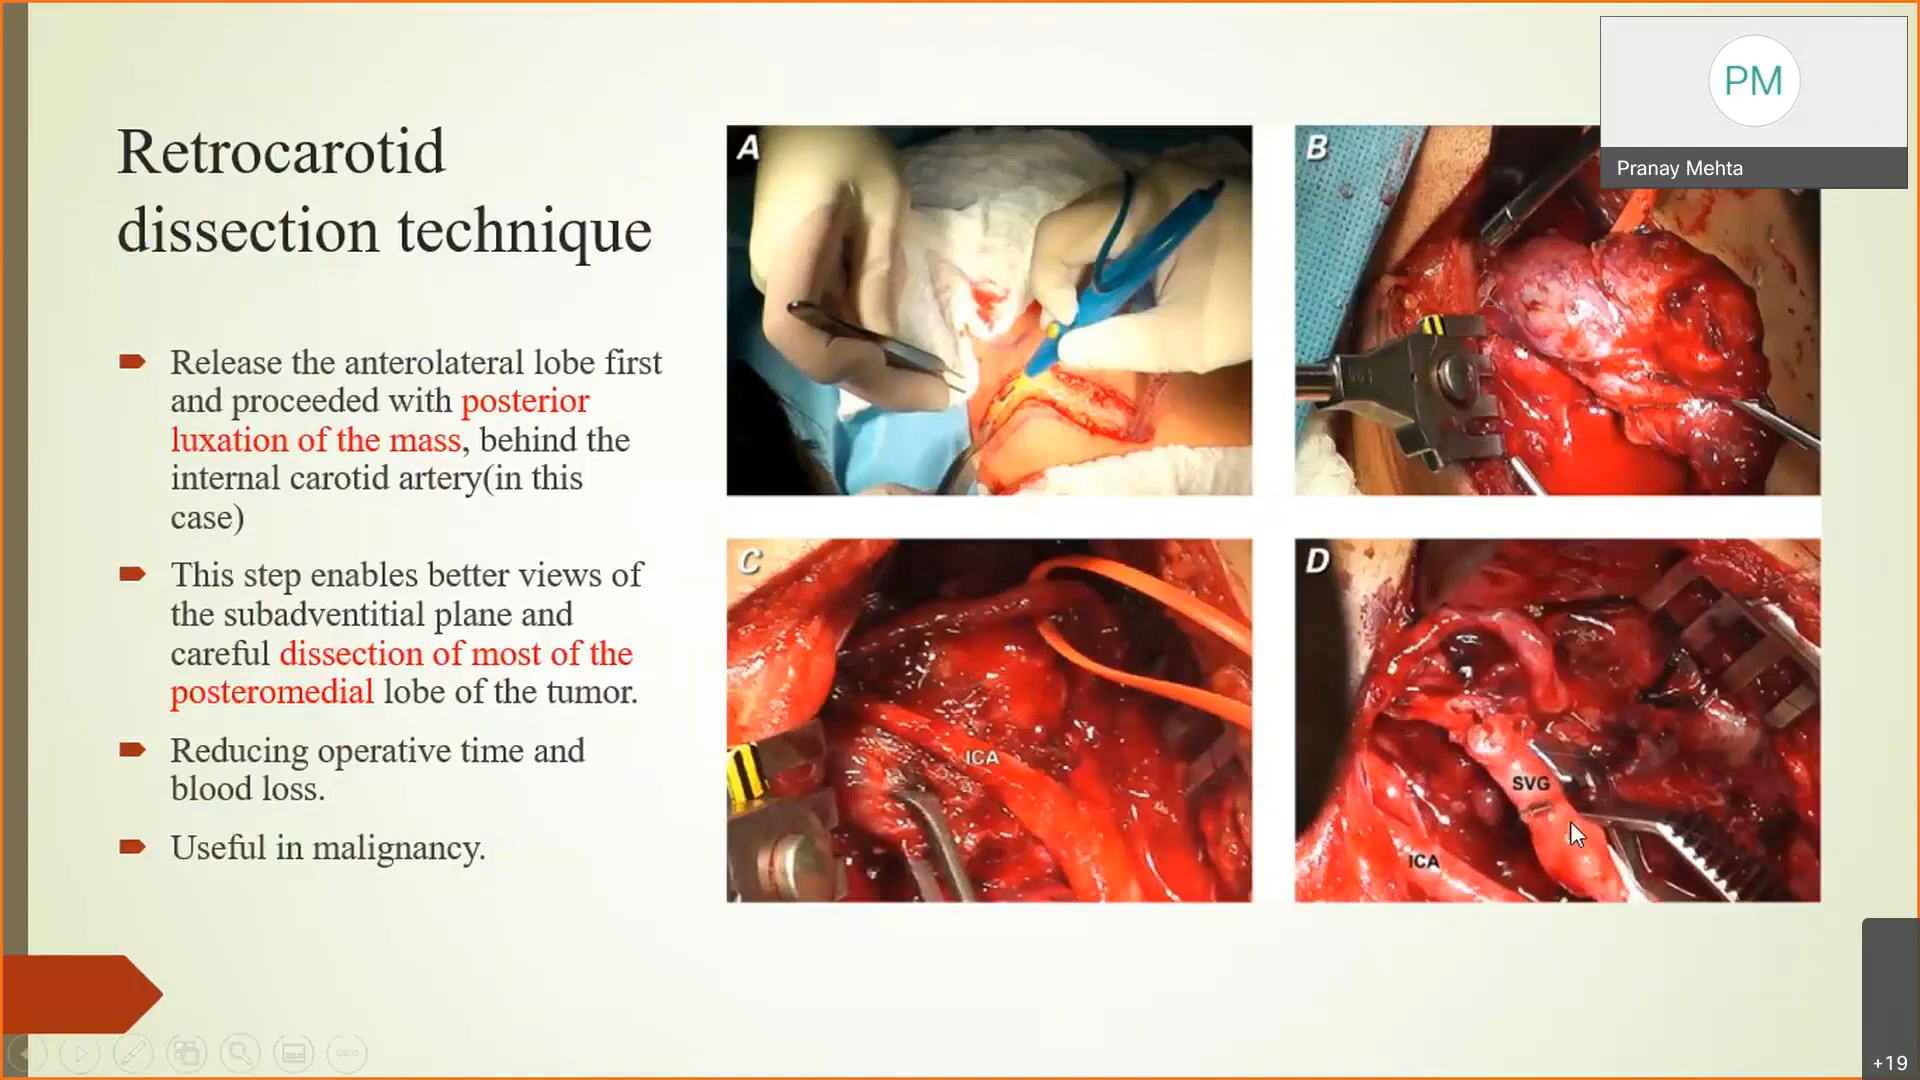 Retrocarotid
dissection technique
Release the anterolateral lobe first
and proceeded with posterior
luxation of the mass, behind the
internal carotid artery(in this
case)
This step enables better views of
the subadventitial plane and
careful dissection of most of the
posteromedial lobe of the tumor.
Reducing operative time and
blood loss.
Useful in malignancy.
A
B
C
ICA
D
SVG
ICA
PM
Pranay Mehta
+19